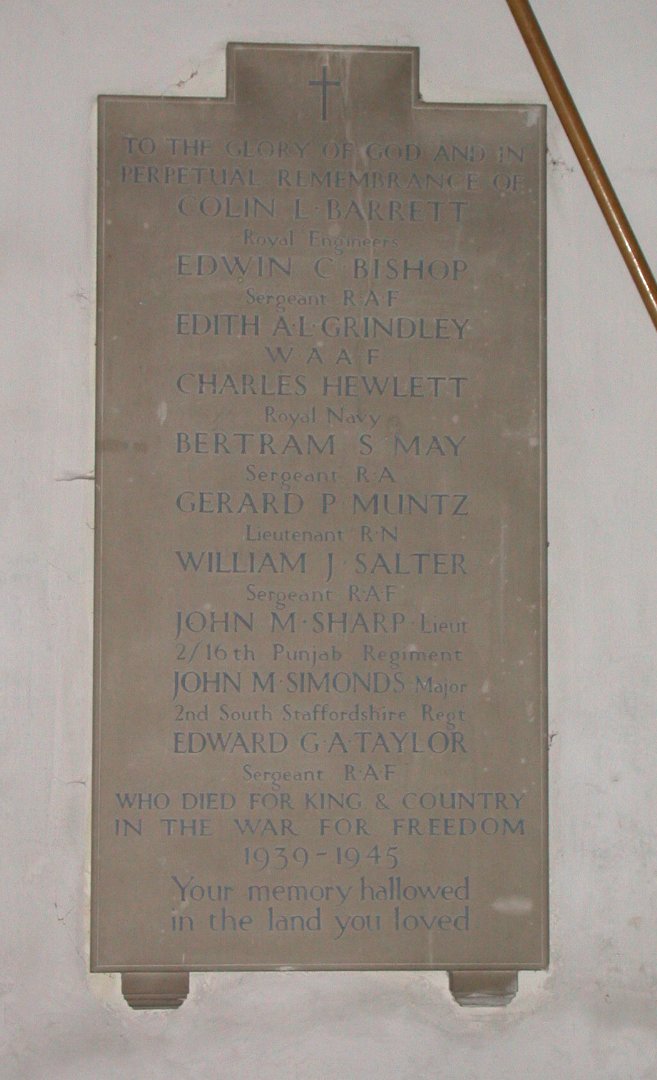 TO THE GLORY OF GOD AND IN
PERPETUAL REMEMBRANCE OF
COLIN L·BARRETT
Royal Engineers
EDWIN C·BISHOP
Sergeant R·A·F
EDITH A·L·GRINDLEY
W A A F
CHARLES HEWLETT
Royal Navy
BERTRAM S·MAY
Sergeant R·A
GERARD P·MUNTZ
Lieutenant R·N
WILLIAM J·SALTER
Sergeant R·A·F
JOHN M·SHARP·Lieut
2/16th Punjab Regiment
JOHN M·SIMONDS·Major
2nd South Staffordshire Regt
EDWARD G·A·TAYLOR
Sergeant R·A·F
WHO DIED FOR KING & COUNTRY
IN THE WAR FOR FREEDOM
1939-1945
Your memory hallowed
in the land you loved